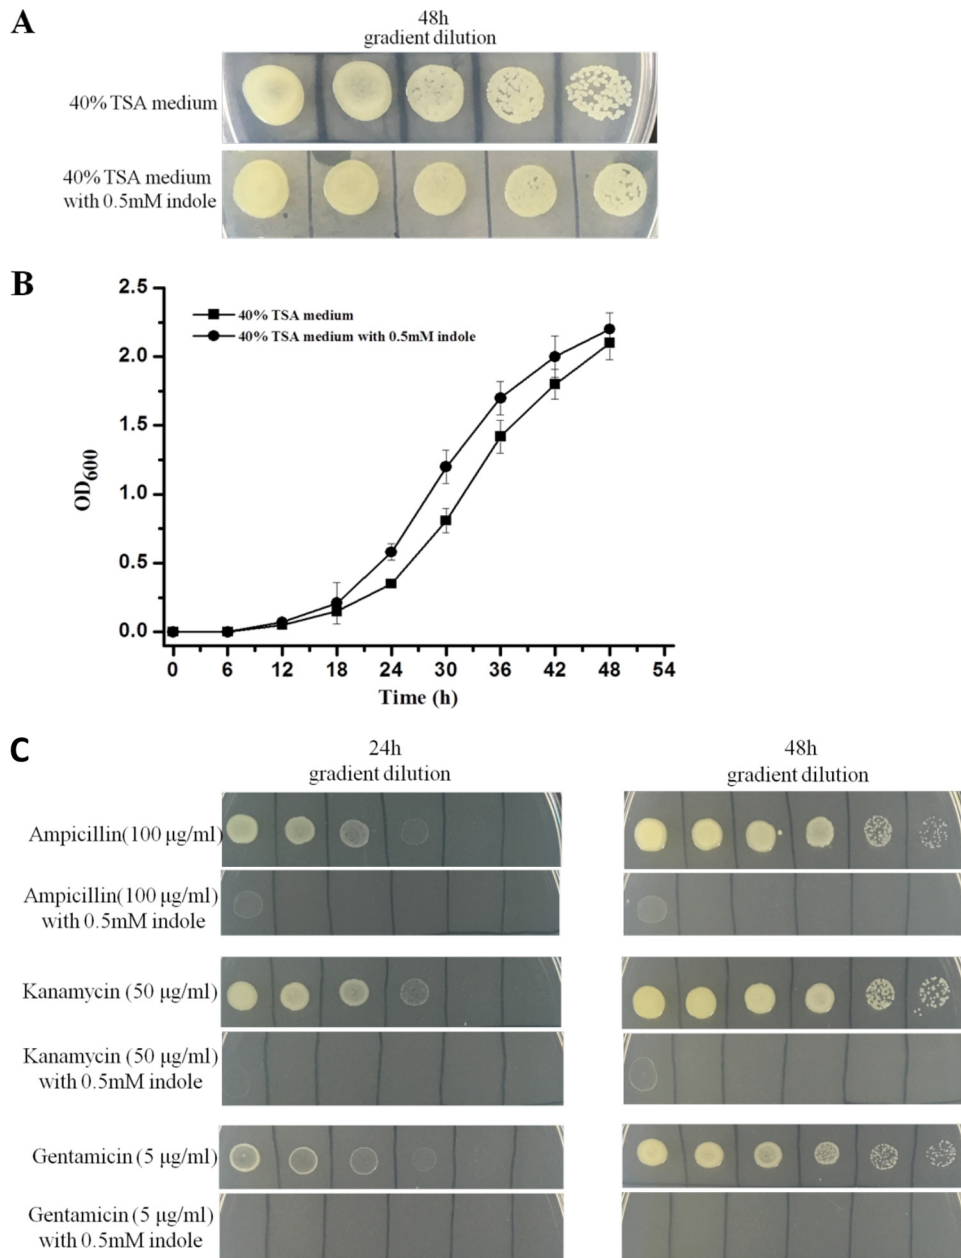 A
48h
gradient dilution
40% TSA medium
40% TSA medium
with 0.5mM indole
B
2.5
2.0
1.5
1.0
0.5
0.0
OD600
40% TSA medium
40% TSA medium with 0.5mM indole
0 6 12 18 24 30 36 42 48 54
Time (h)
C
24h
gradient dilution
48h
gradient dilution
Ampicillin(100 μg/ml)
Ampicillin(100 μg/ml)
with 0.5mM indole
Kanamycin (50 μg/ml)
Kanamycin (50 μg/ml)
with 0.5mM indole
Gentamicin (5 μg/ml)
Gentamicin (5 μg/ml)
with 0.5mM indole